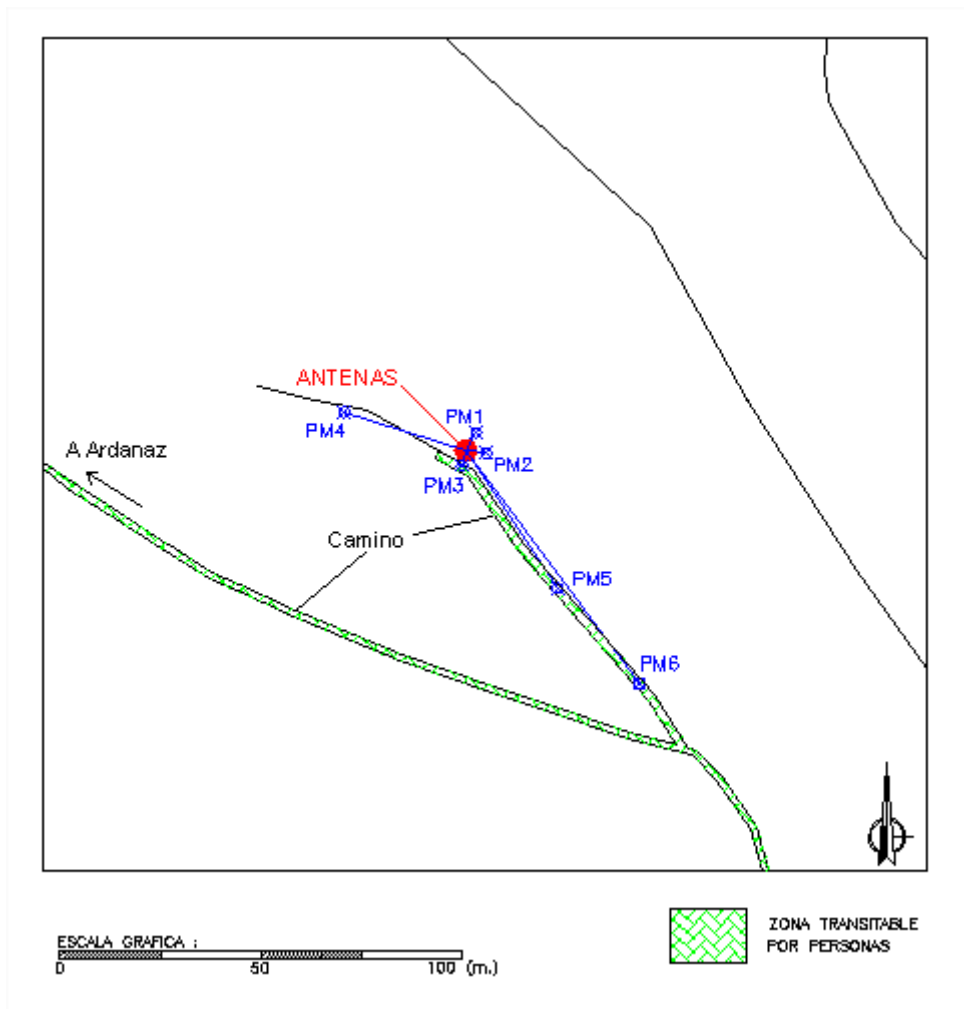 ANTENAS
PM1
PM4
PM2
A Ardanaz
PM3
Camino
PM5
PM6
ESCALA GRAFICA :
0 50 100 (m.)
ZONA TRANSITABLE
POR PERSONAS